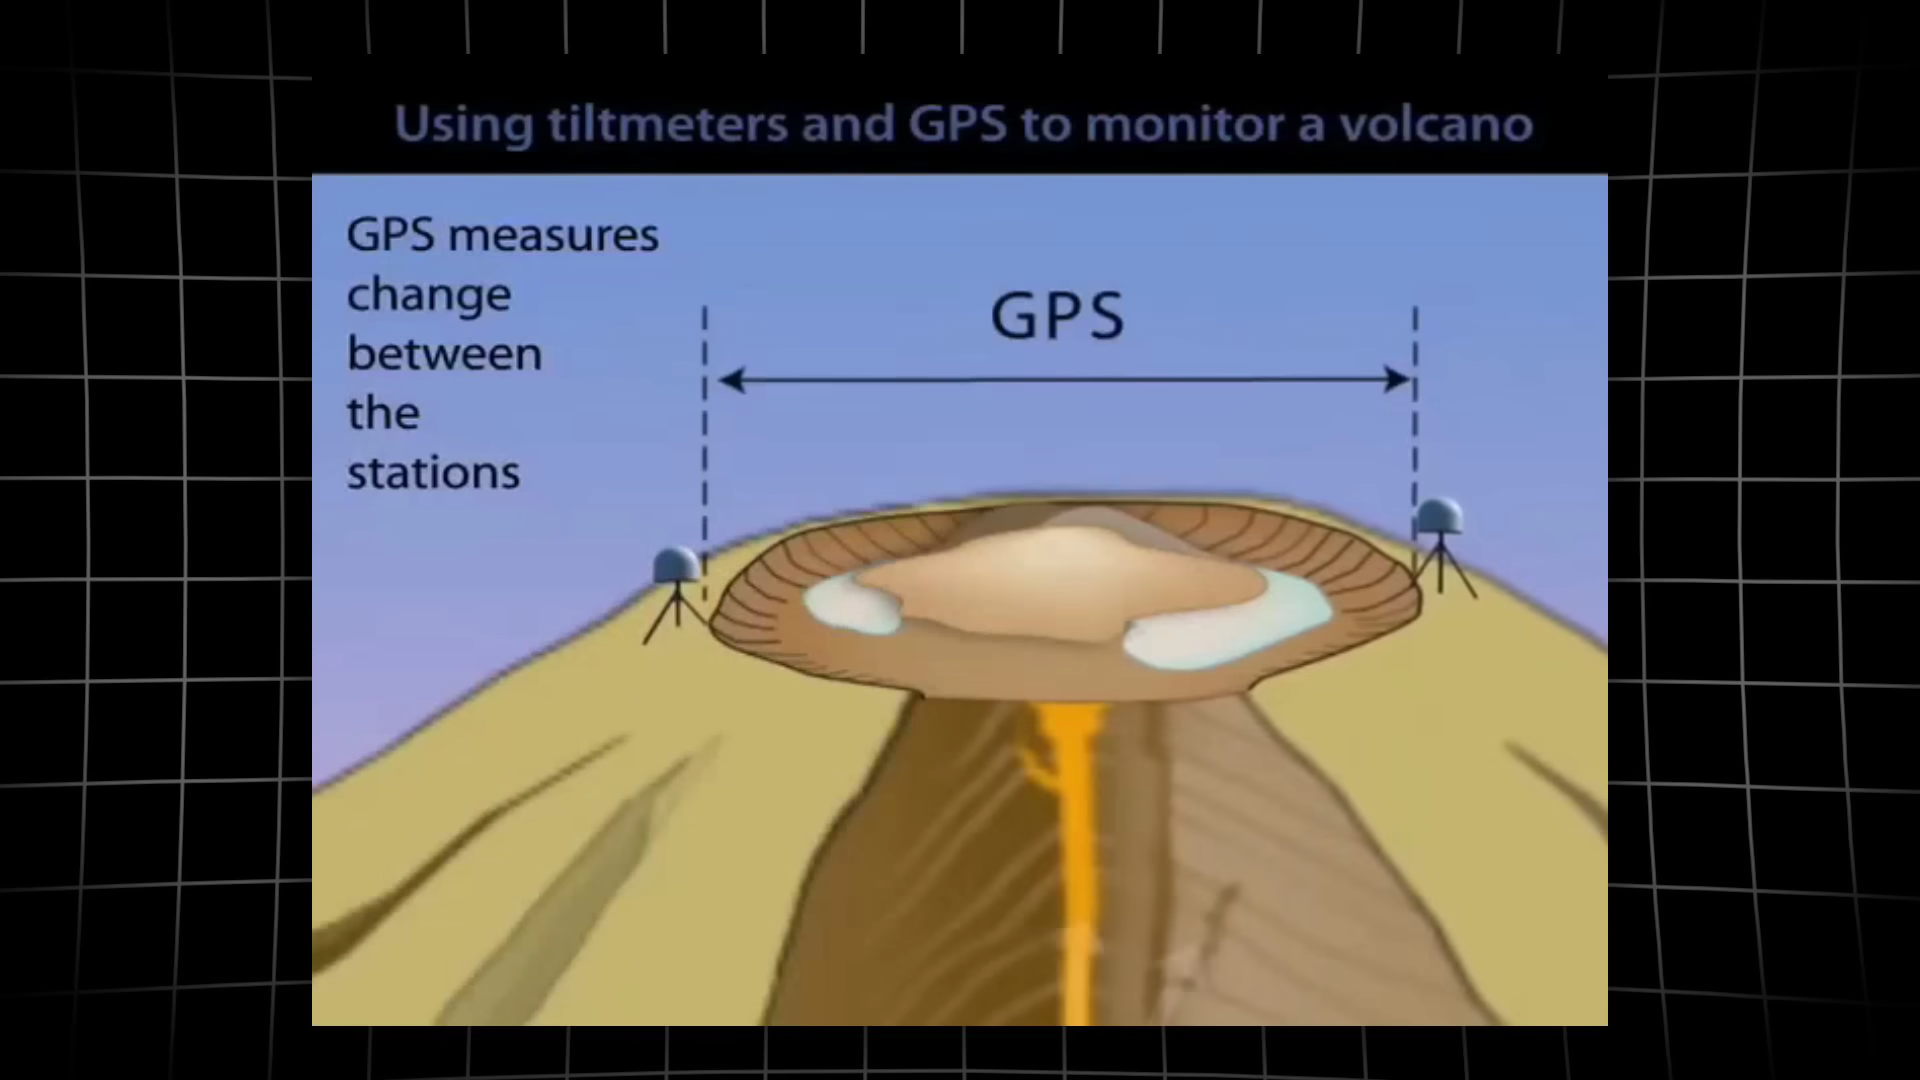 Using tiltmeters and GPS to monitor a volcano
GPS measures
change
between
the
stations
GPS